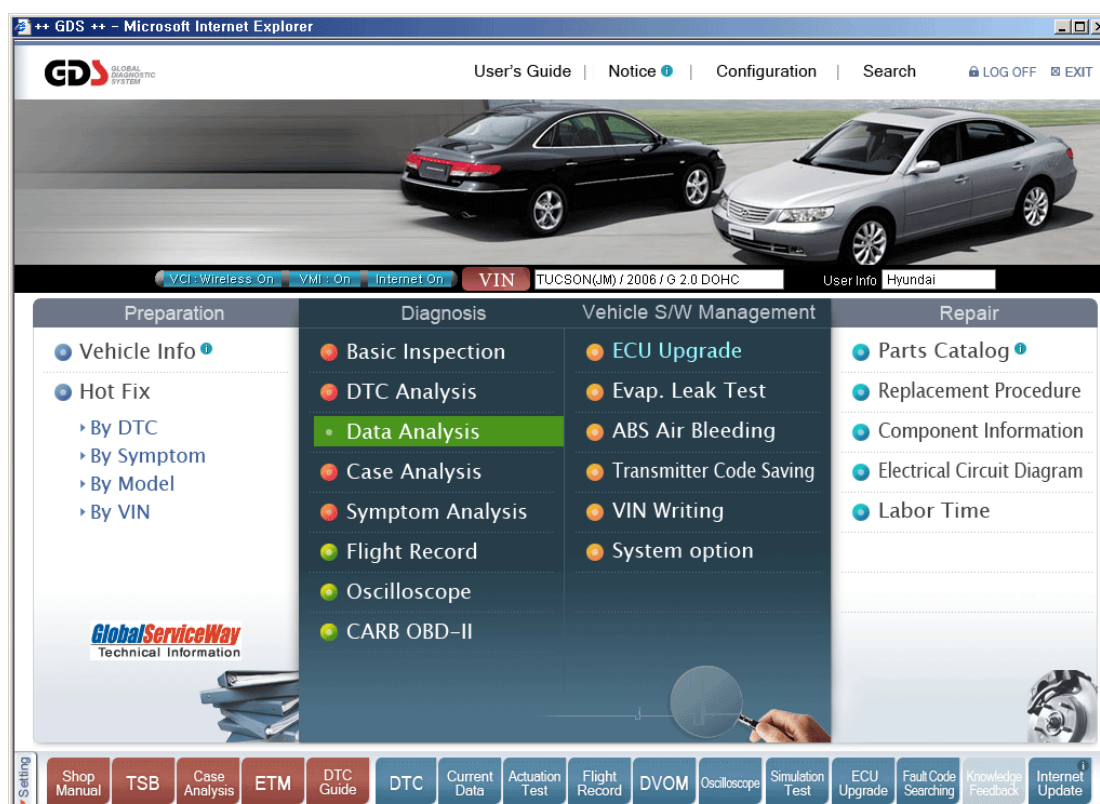 ++ GDS ++ - Microsoft Internet Explorer
GDS GLOBAL DIAGNOSTIC SYSTEM
User's Guide | Notice | Configuration | Search LOG OFF EXIT
VCI : Wireless On VMI : On Internet On VIN TUCSON(JM) / 2006 / G 2.0 DOHC User Info Hyundai
Preparation
Vehicle Info
Hot Fix
By DTC
By Symptom
By Model
By VIN
GlobalServiceWay
Technical Information
Diagnosis
Basic Inspection
DTC Analysis
Data Analysis
Case Analysis
Symptom Analysis
Flight Record
Oscilloscope
CARB OBD-II
Vehicle S/W Management
ECU Upgrade
Evap. Leak Test
ABS Air Bleeding
Transmitter Code Saving
VIN Writing
System option
Repair
Parts Catalog
Replacement Procedure
Component Information
Electrical Circuit Diagram
Labor Time
Setting
Shop Manual
TSB
Case Analysis
ETM
DTC Guide
DTC
Current Data
Actuation Test
Flight Record
DVOM
Oscilloscope
Simulation Test
ECU Upgrade
Fault Code Searching
Knowledge Feedback
Internet Update